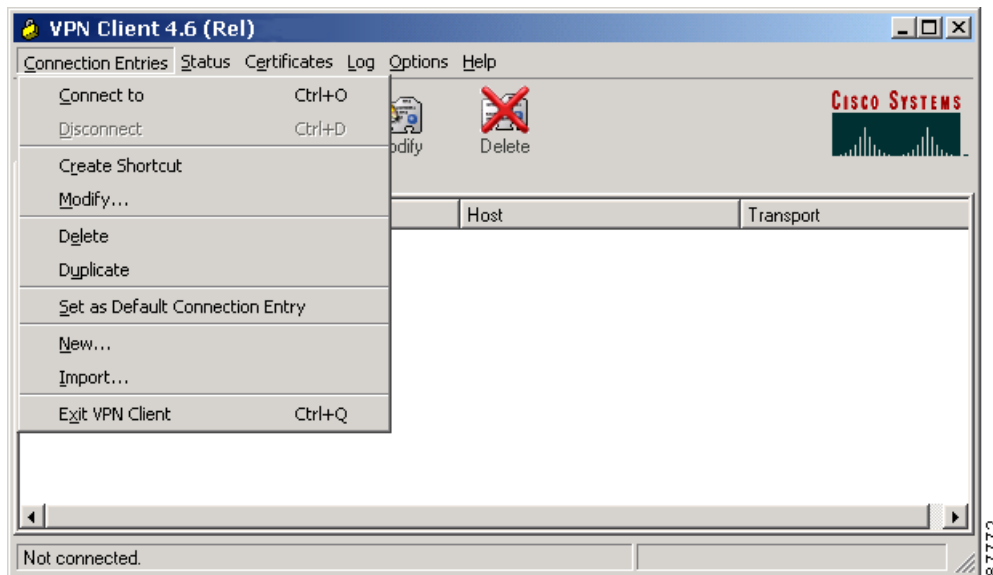 VPN Client 4.6 (Rel)
Connection Entries Status Certificates Log Options Help
Connect to Ctrl+O
Disconnect Ctrl+D
Create Shortcut
Modify...
Delete
Duplicate
Set as Default Connection Entry
New...
Import...
Exit VPN Client Ctrl+Q
Delete
CISCO SYSTEMS
Host Transport
Not connected.